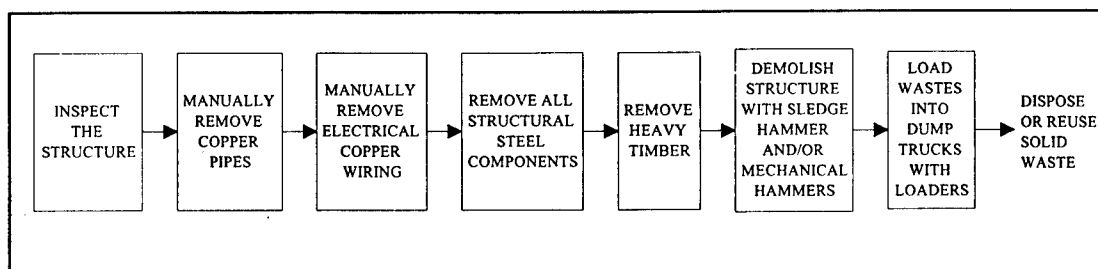 INSPECT
THE
STRUCTURE
MANUALLY
REMOVE
COPPER
PIPES
MANUALLY
REMOVE
ELECTRICAL
COPPER
WIRING
REMOVE ALL
STRUCTURAL
STEEL
COMPONENTS
REMOVE
HEAVY
TIMBER
DEMOLISH
STRUCTURE
WITH SLEDGE
HAMMER
AND/OR
MECHANICAL
HAMMERS
LOAD
WASTES
INTO
DUMP
TRUCKS
WITH
LOADERS
DISPOSE
OR REUSE
SOLID
WASTE